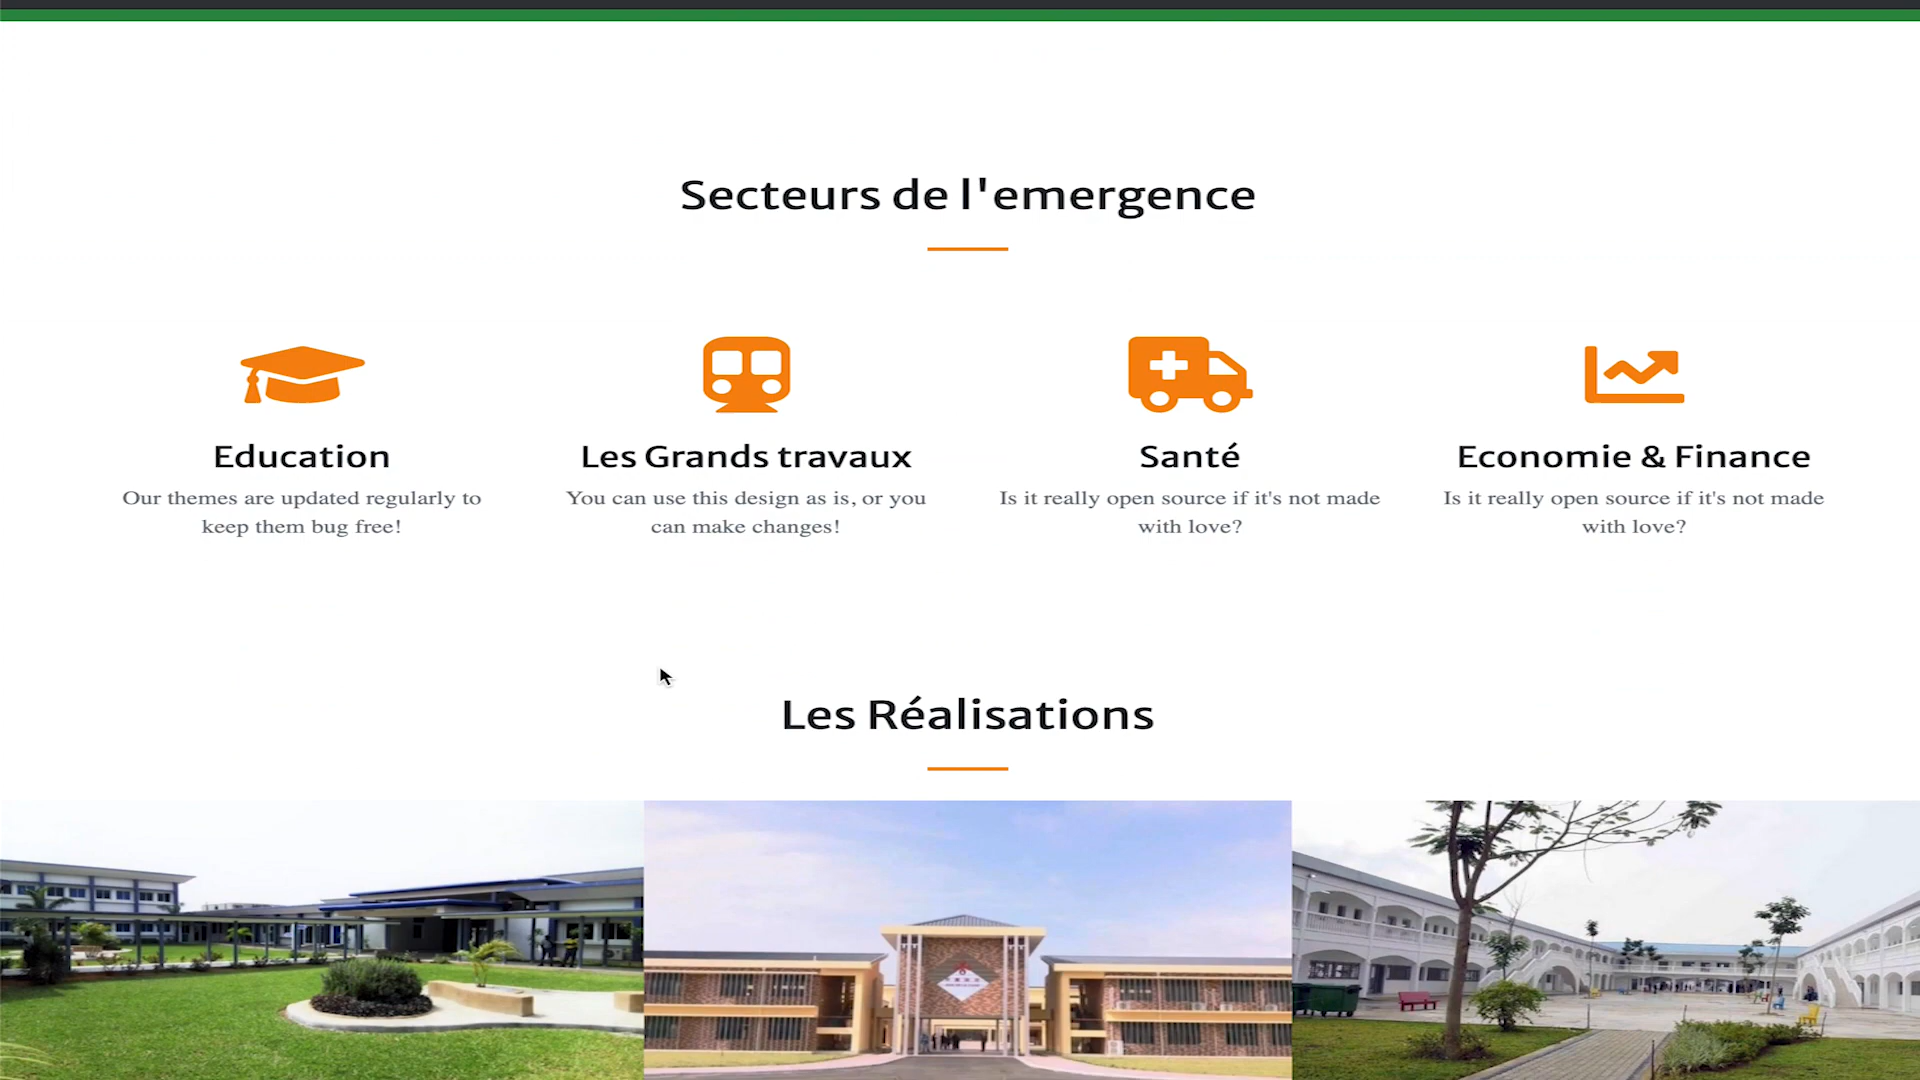 Secteurs de l'emergence
Education
Our themes are updated regularly to
keep them bug free!
Les Grands travaux
You can use this design as is, or you
can make changes!
Santé
Is it really open source if it's not made
with love?
Economie & Finance
Is it really open source if it's not made
with love?
Les Réalisations